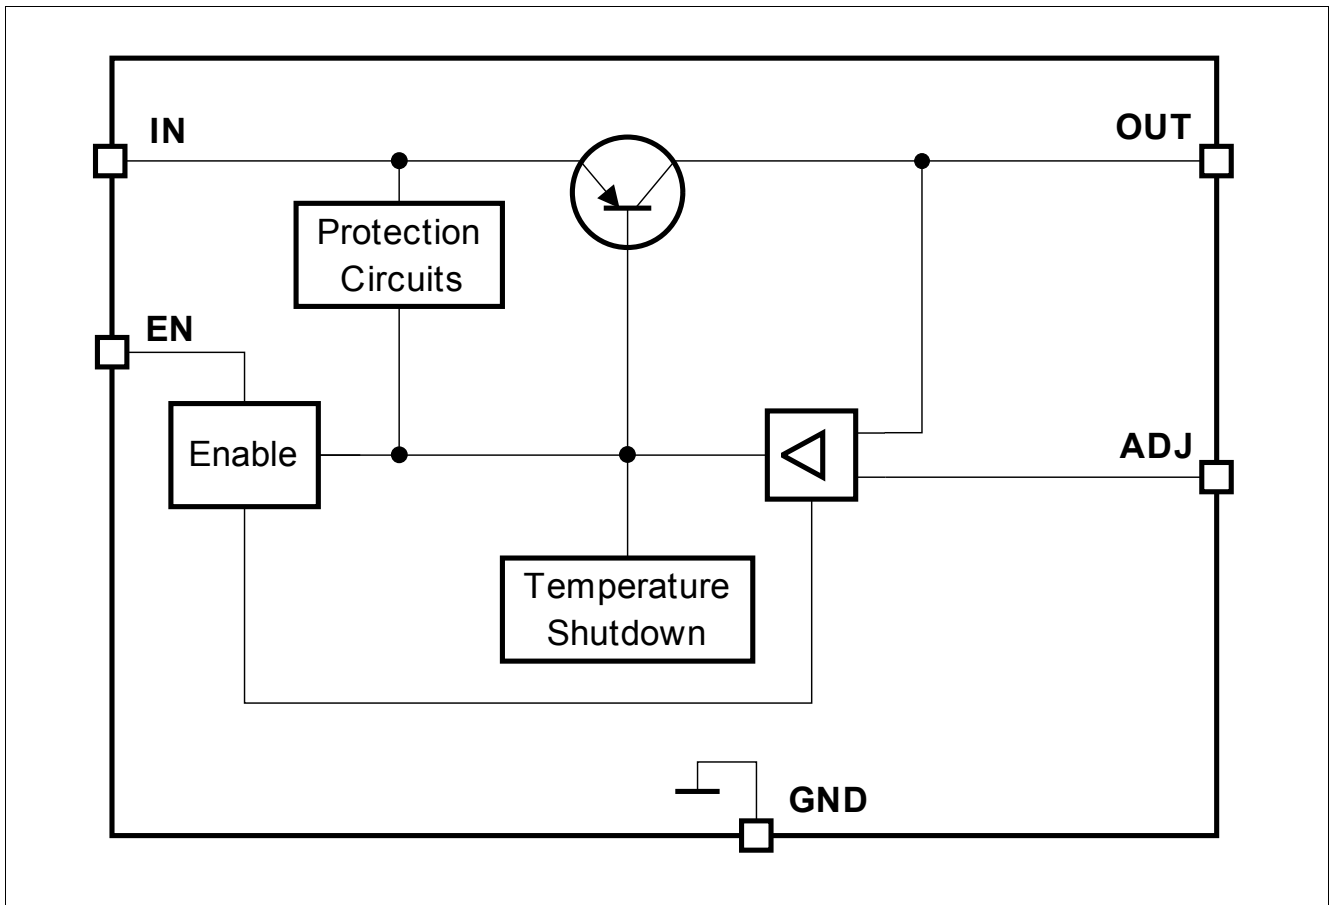 IN
OUT
Protection
Circuits
EN
Enable
ADJ
Temperature
Shutdown
GND